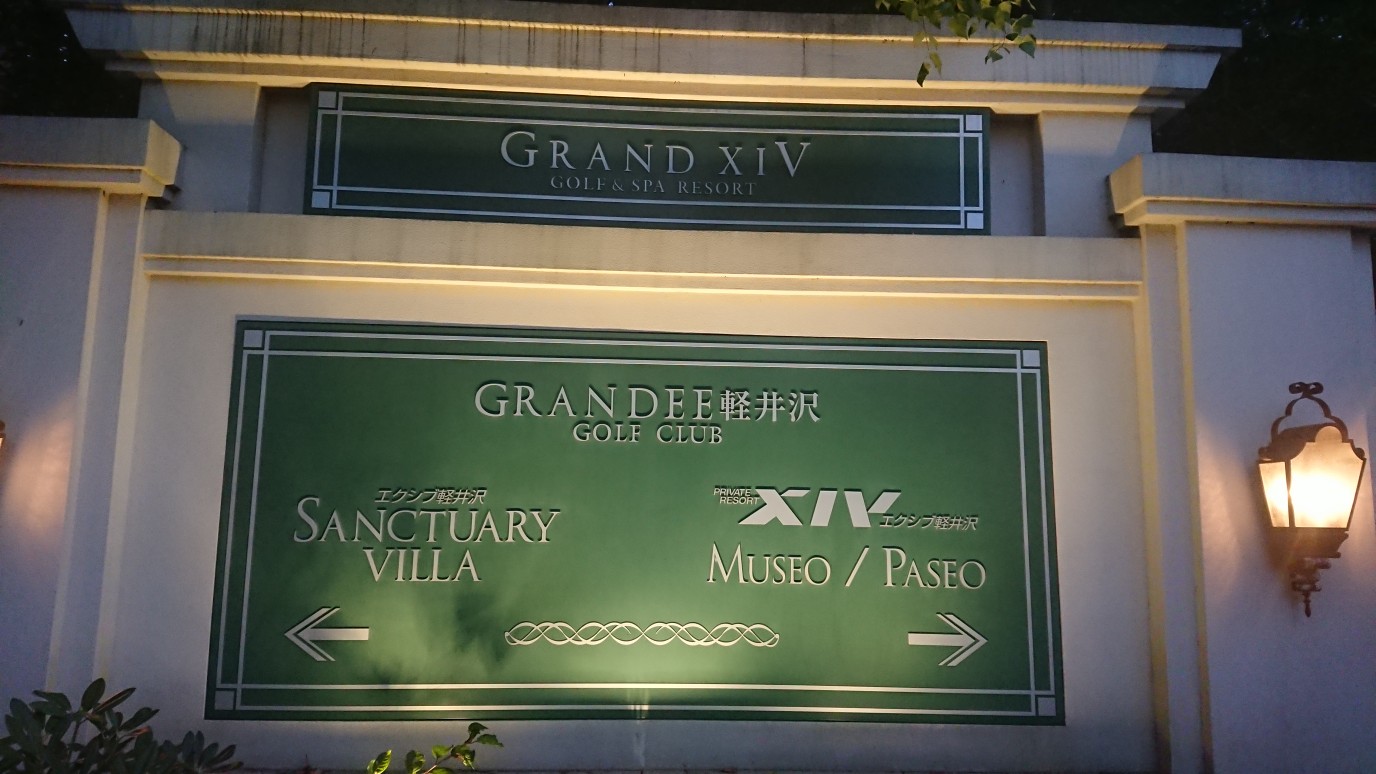 GRAND XIV
GOLF & SPA RESORT
GRANDEE軽井沢
GOLF CLUB
エクシブ軽井沢
SANCTUARY
VILLA
PRIVATE
RESORT
XIV
エクシブ軽井沢
MUSEO / PASEO